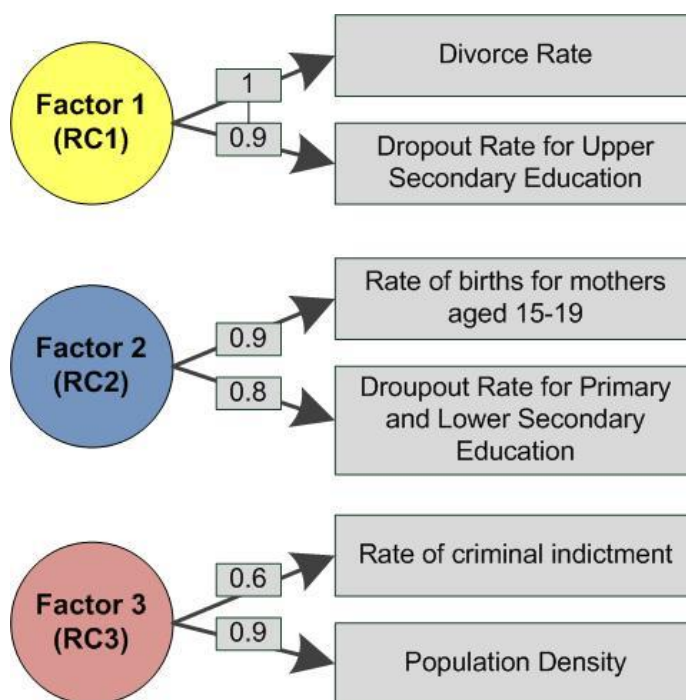 Factor 1
(RC1)
1
0.9
Divorce Rate
Dropout Rate for Upper
Secondary Education
Factor 2
(RC2)
0.9
0.8
Rate of births for mothers
aged 15-19
Droupout Rate for Primary
and Lower Secondary
Education
Factor 3
(RC3)
0.6
0.9
Rate of criminal indictment
Population Density